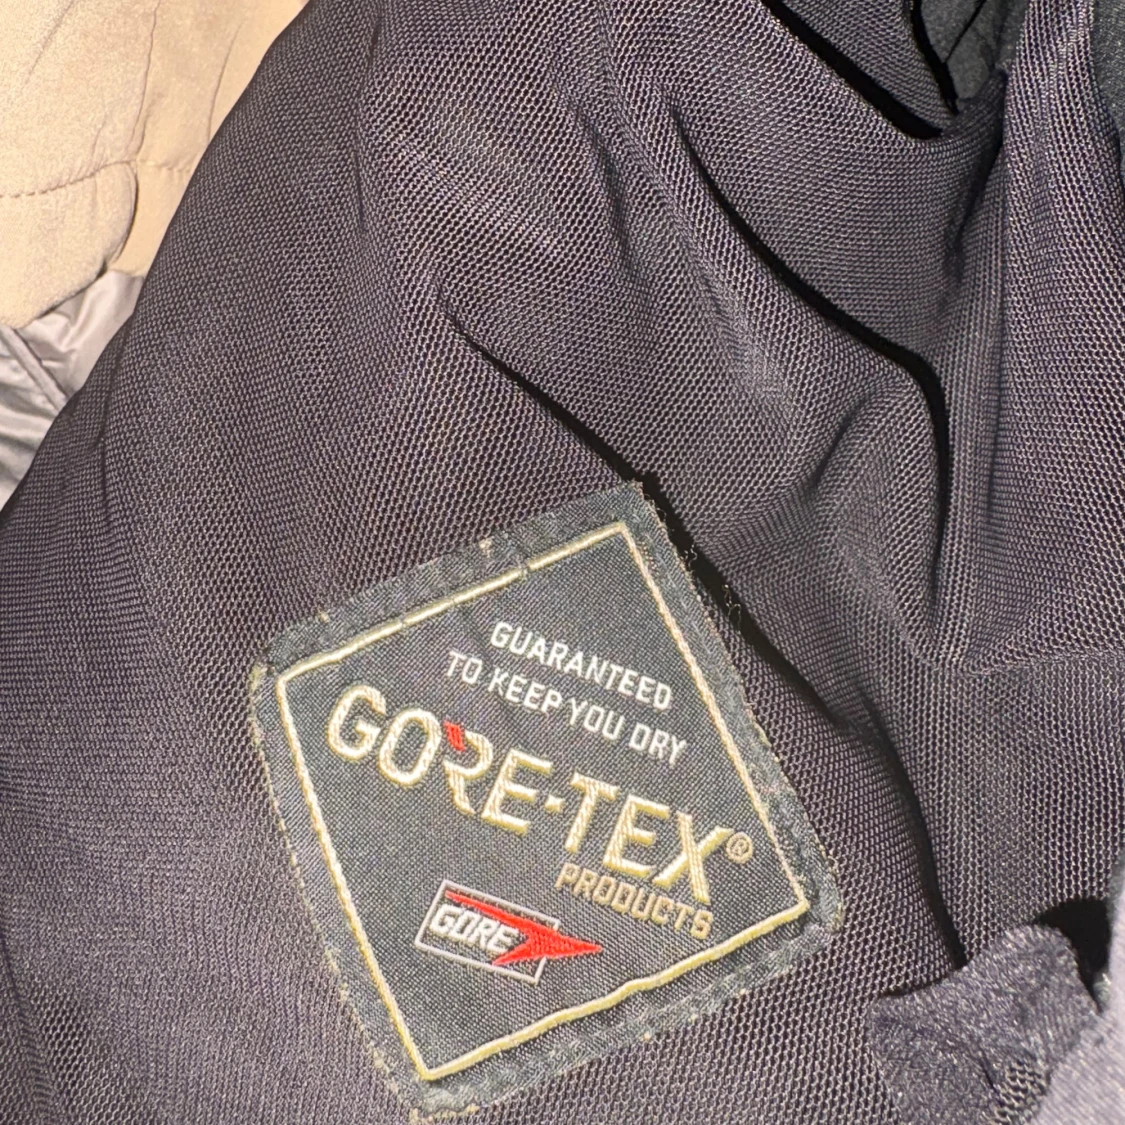 GUARANTEED
TO KEEP YOU DRY
GORE-TEX®
PRODUCTS
GORE